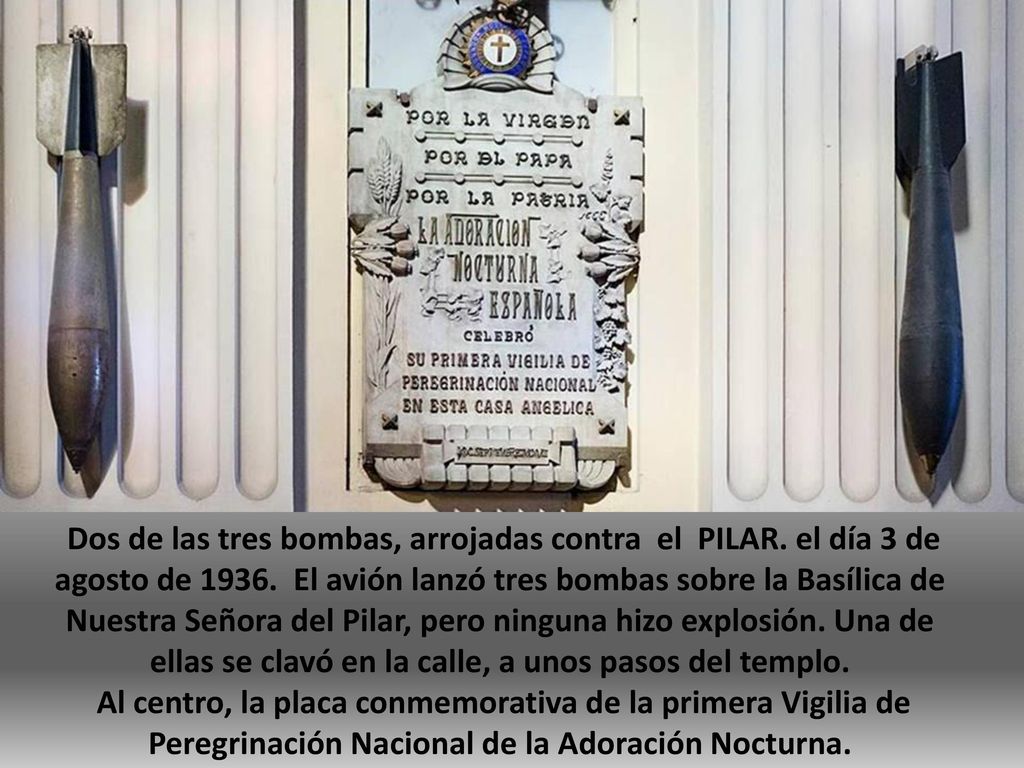 POR LA VIRGEN
POR EL PAPA
POR LA PATRIA
LA ADORACION
NOCTURNA
ESPAÑOLA
CELEBRÓ
SU PRIMERA VIGILIA DE
PEREGRINACIÓN NACIONAL
EN ESTA CASA ANGELICA
Dos de las tres bombas, arrojadas contra el PILAR. el día 3 de
agosto de 1936. El avión lanzó tres bombas sobre la Basílica de
Nuestra Señora del Pilar, pero ninguna hizo explosión. Una de
ellas se clavó en la calle, a unos pasos del templo.
Al centro, la placa conmemorativa de la primera Vigilia de
Peregrinación Nacional de la Adoración Nocturna.